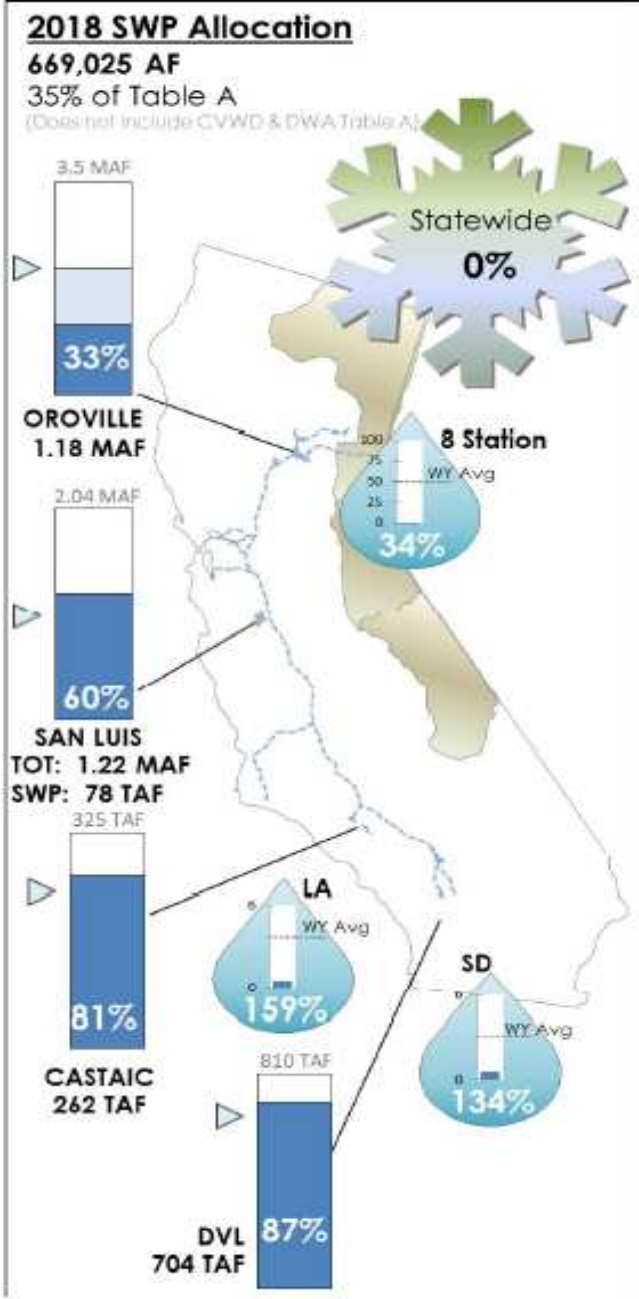 2018 SWP Allocation
669,025 AF
35% of Table A
(Does not include CVWD & DWA Table A)
3.5 MAF
Statewide
0%
33%
OROVILLE
1.18 MAF
8 Station
100
75
50
25
0
WY Avg
34%
2.04 MAF
60%
SAN LUIS
TOT: 1.22 MAF
SWP: 78 TAF
325 TAF
81%
CASTAIC
262 TAF
LA
WY Avg
0
159%
SD
WY Avg
0
134%
810 TAF
87%
DVL
704 TAF